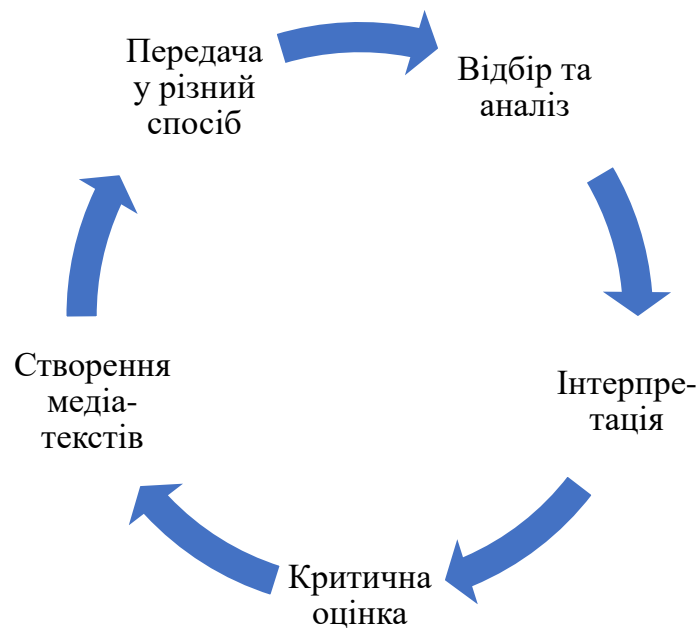 Передача
у різний
спосіб
Відбір та
аналіз
Інтерпре-
тація
Критична
оцінка
Створення
медіа-
текстів